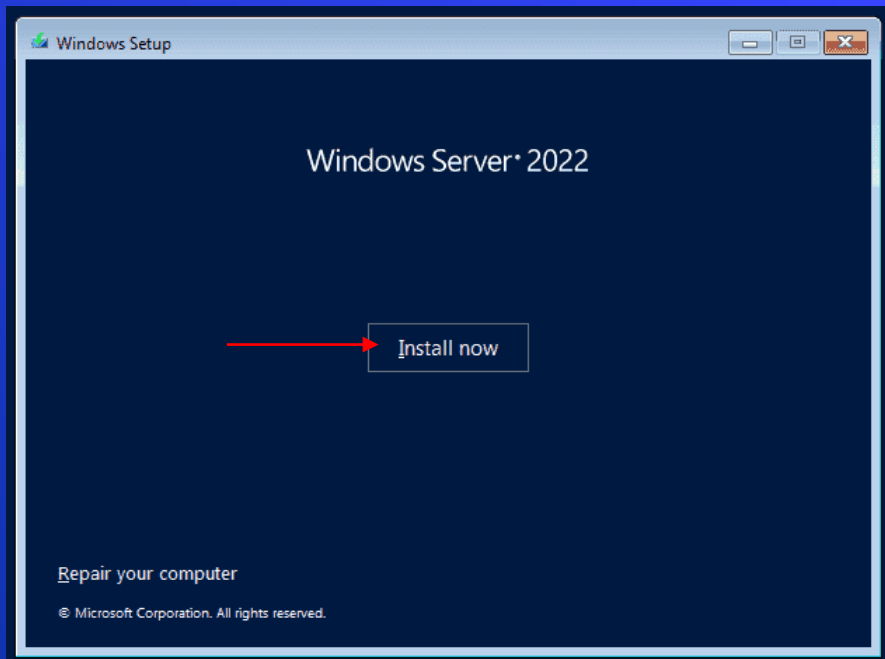 Windows Setup
Windows Server® 2022
Install now
Repair your computer
© Microsoft Corporation. All rights reserved.